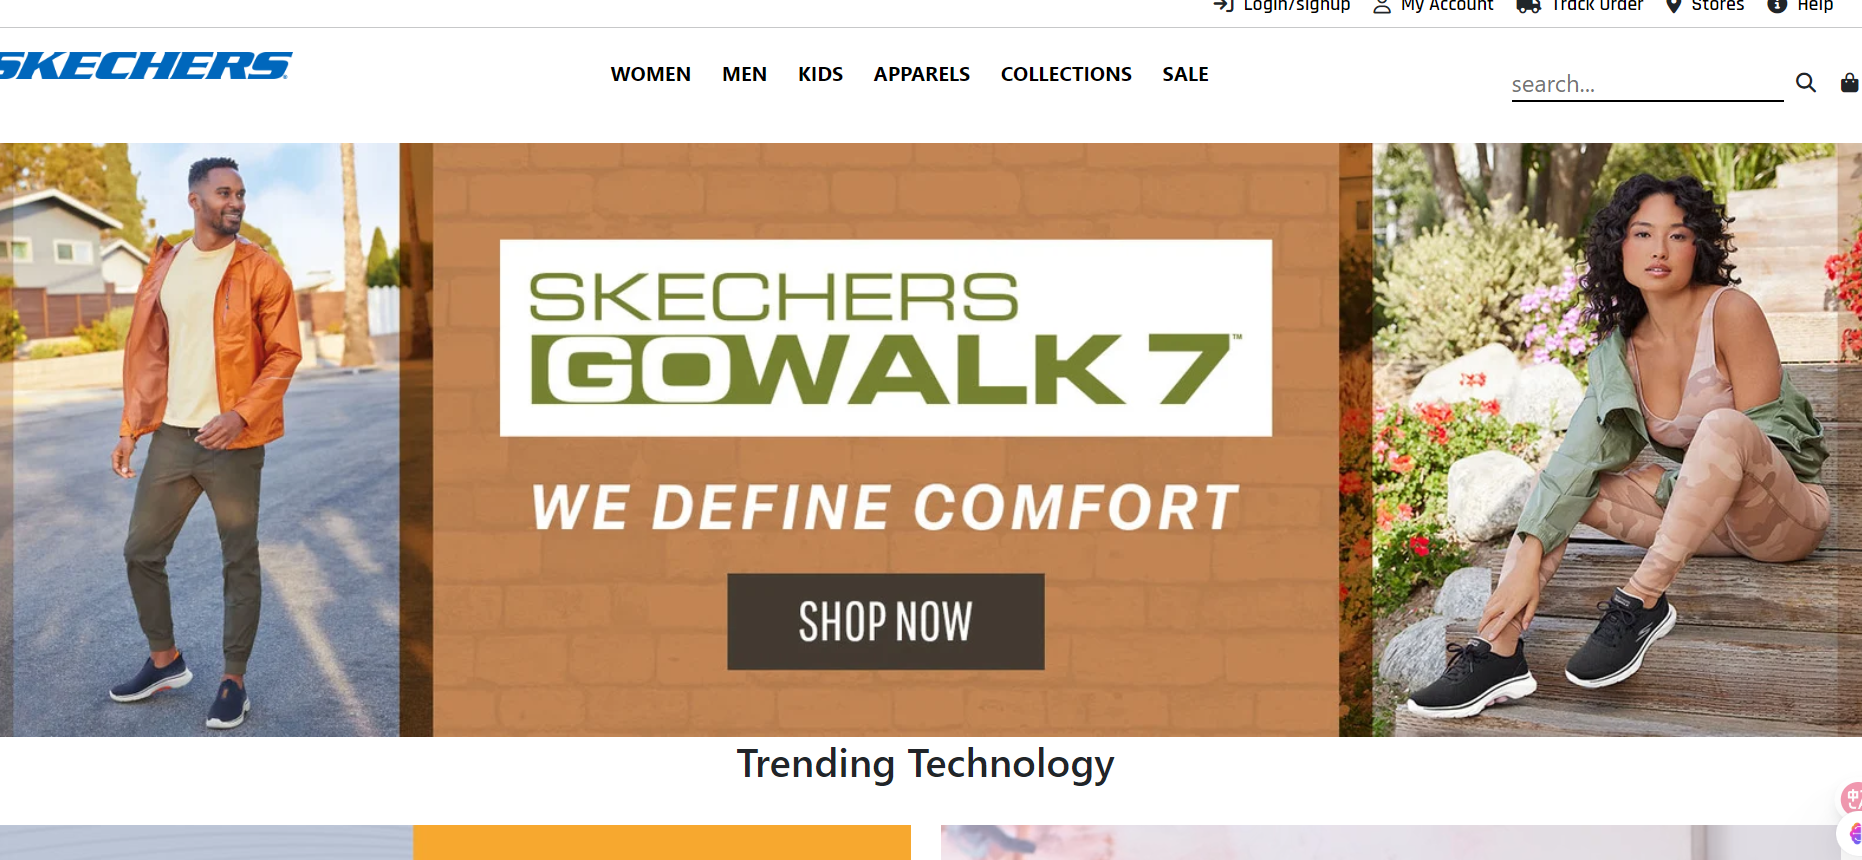 Login/signup My Account Track Order Stores Help
SKECHERS
WOMEN MEN KIDS APPARELS COLLECTIONS SALE
search...
SKECHERS
GOWALK 7™
WE DEFINE COMFORT
SHOP NOW
Trending Technology
中